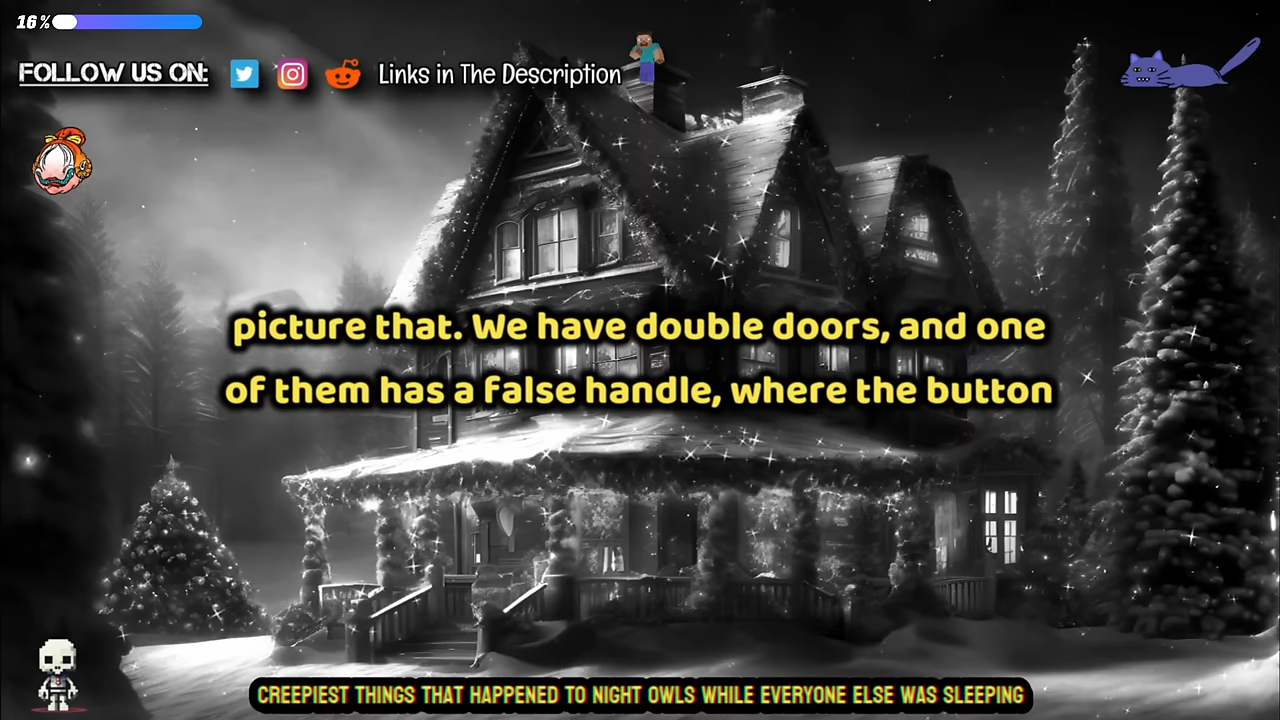 16%
FOLLOW US ON: Links in The Description
picture that. We have double doors, and one
of them has a false handle, where the button
CREEPIEST THINGS THAT HAPPENED TO NIGHT OWLS WHILE EVERYONE ELSE WAS SLEEPING